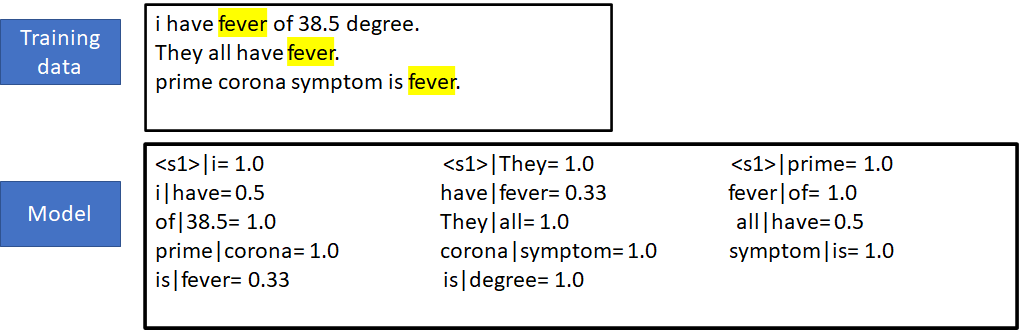 Training
data
i have fever of 38.5 degree.
They all have fever.
prime corona symptom is fever.
Model
<s1>|i= 1.0 <s1>|They= 1.0 <s1>|prime= 1.0
i|have= 0.5 have|fever= 0.33 fever|of= 1.0
of|38.5= 1.0 They|all= 1.0 all|have= 0.5
prime|corona= 1.0 corona|symptom= 1.0 symptom|is= 1.0
is|fever= 0.33 is|degree= 1.0